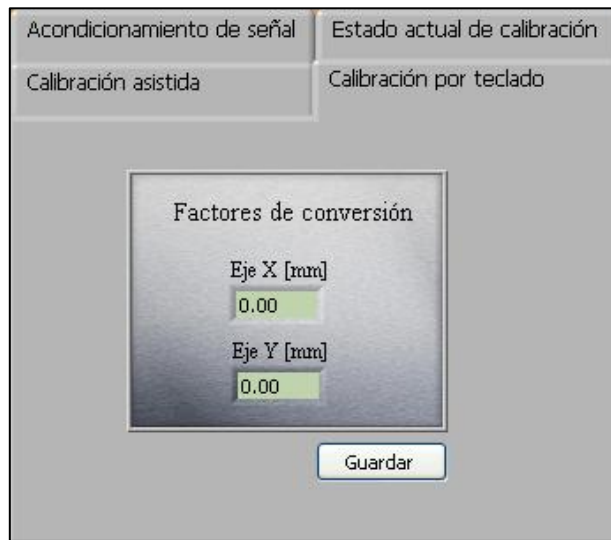 Acondicionamiento de señal
Estado actual de calibración
Calibración asistida
Calibración por teclado
Factores de conversión
Eje X [mm]
0.00
Eje Y [mm]
0.00
Guardar